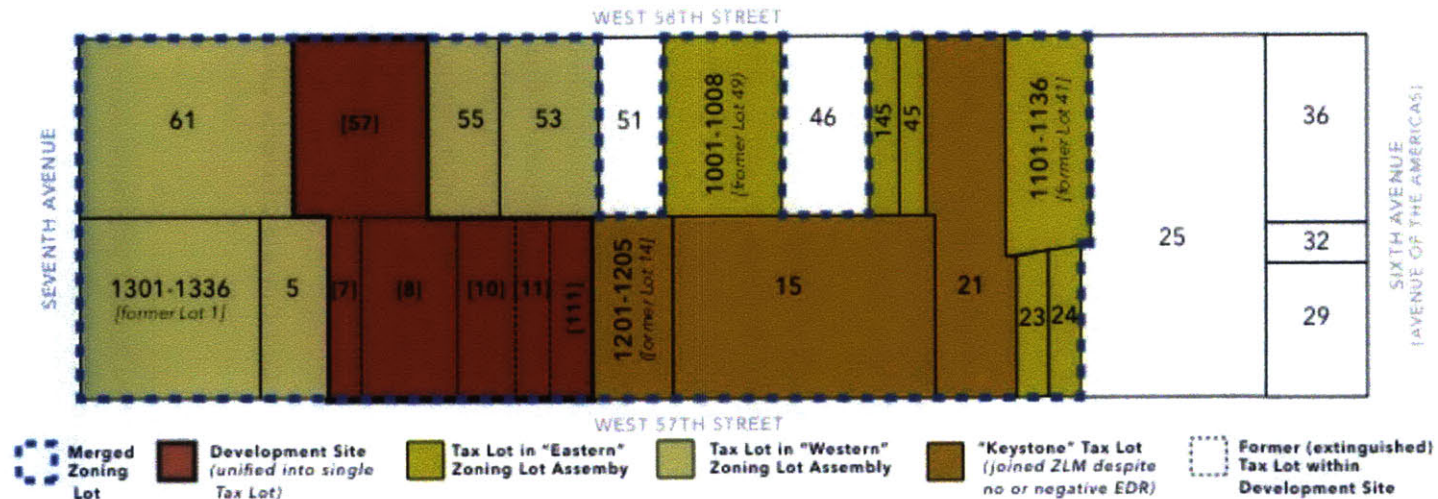 WEST 58TH STREET
SEVENTH AVENUE
61
[57]
55
53
51
1001-1008
[former Lot 49)
46
145
45
1101-1136
[former Lot 41]
25
36
32
29
SIXTH AVENUE
(AVENUE OF THE AMERICAS)
1301-1336
[former Lot 1]
5
[7]
[8]
[10]
[11]
[111]
1201-1205
[former Lot 14]
15
21
23
24
WEST 57TH STREET
Merged
Zoning
Lot
Development Site
(unified into single
Tax Lot)
Tax Lot in "Eastern"
Zoning Lot Assemby
Tax Lot in "Western"
Zoning Lot Assembly
"Keystone" Tax Lot
(joined ZLM despite
no or negative EDR)
Former (extinguished)
Tax Lot within
Development Site